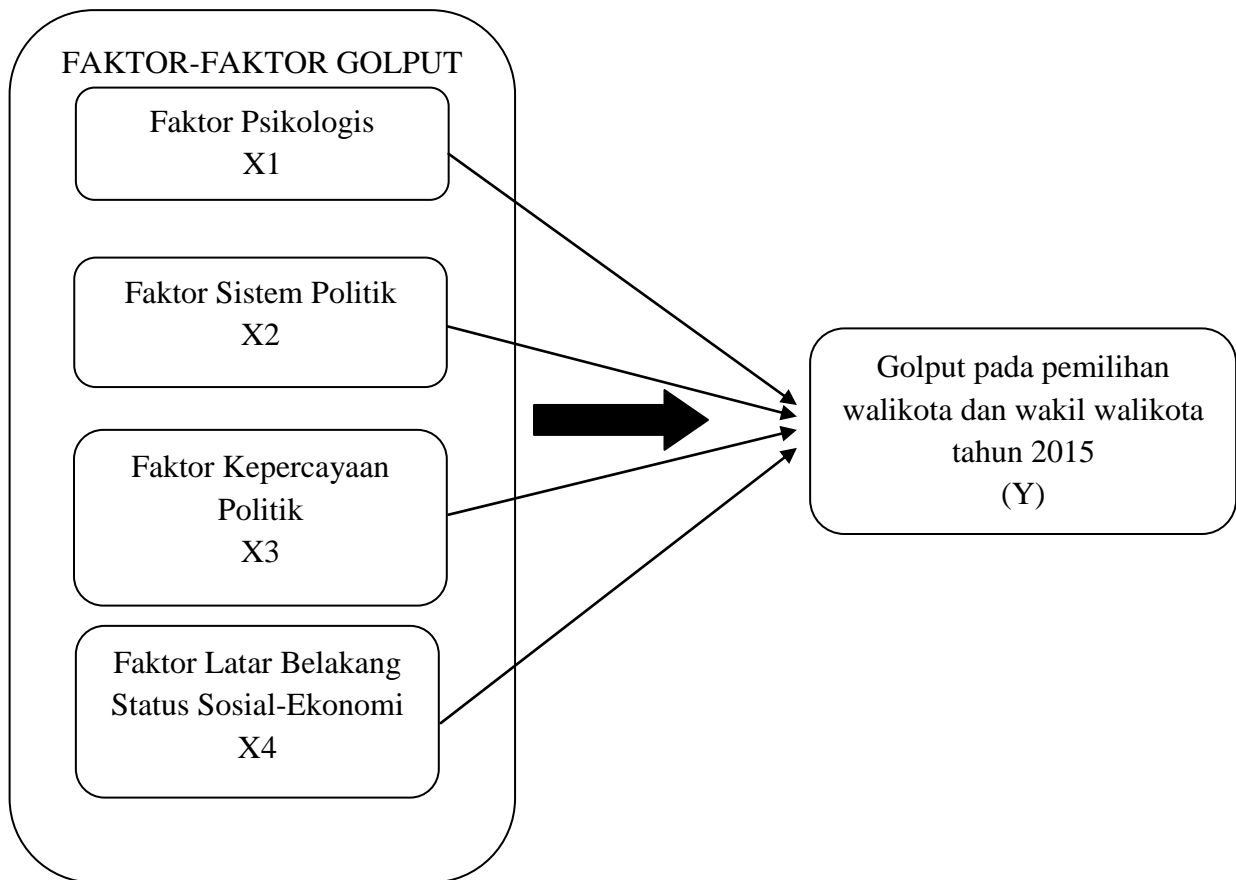 FAKTOR-FAKTOR GOLPUT
Faktor Psikologis
X1
Faktor Sistem Politik
X2
Faktor Kepercayaan
Politik
X3
Faktor Latar Belakang
Status Sosial-Ekonomi
X4
Golput pada pemilihan
walikota dan wakil walikota
tahun 2015
(Y)